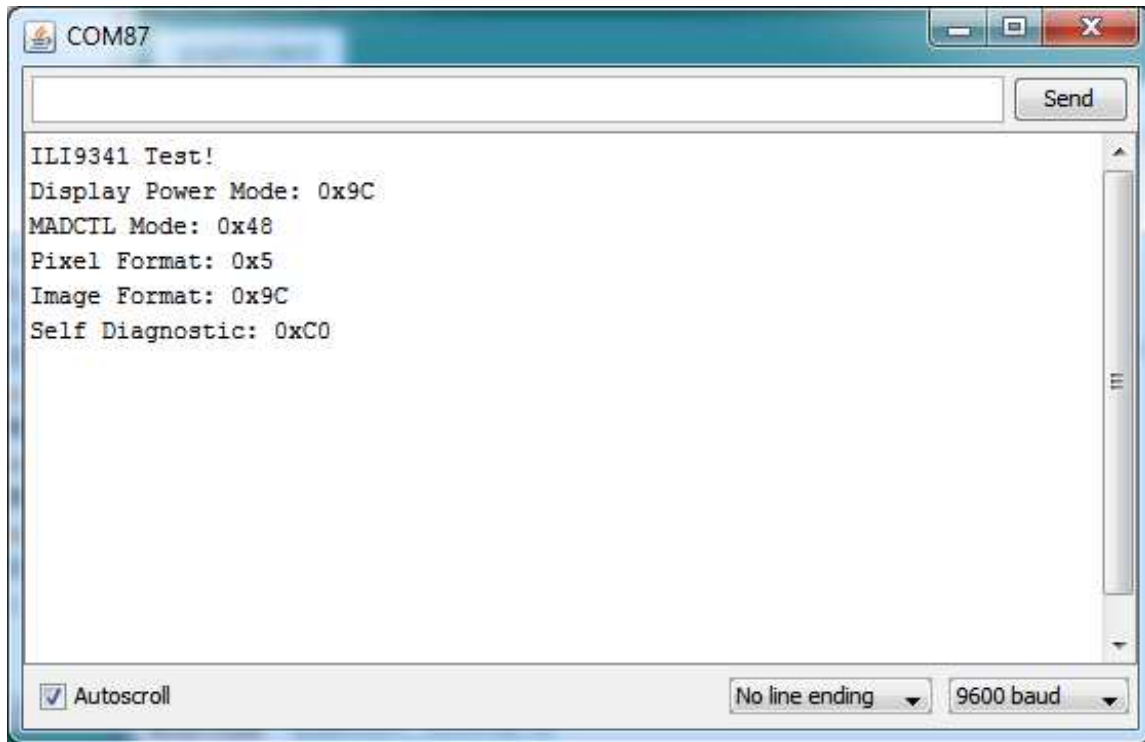 COM87
Send
ILI9341 Test!
Display Power Mode: 0x9C
MADCTL Mode: 0x48
Pixel Format: 0x5
Image Format: 0x9C
Self Diagnostic: 0xC0
Autoscroll
No line ending
9600 baud